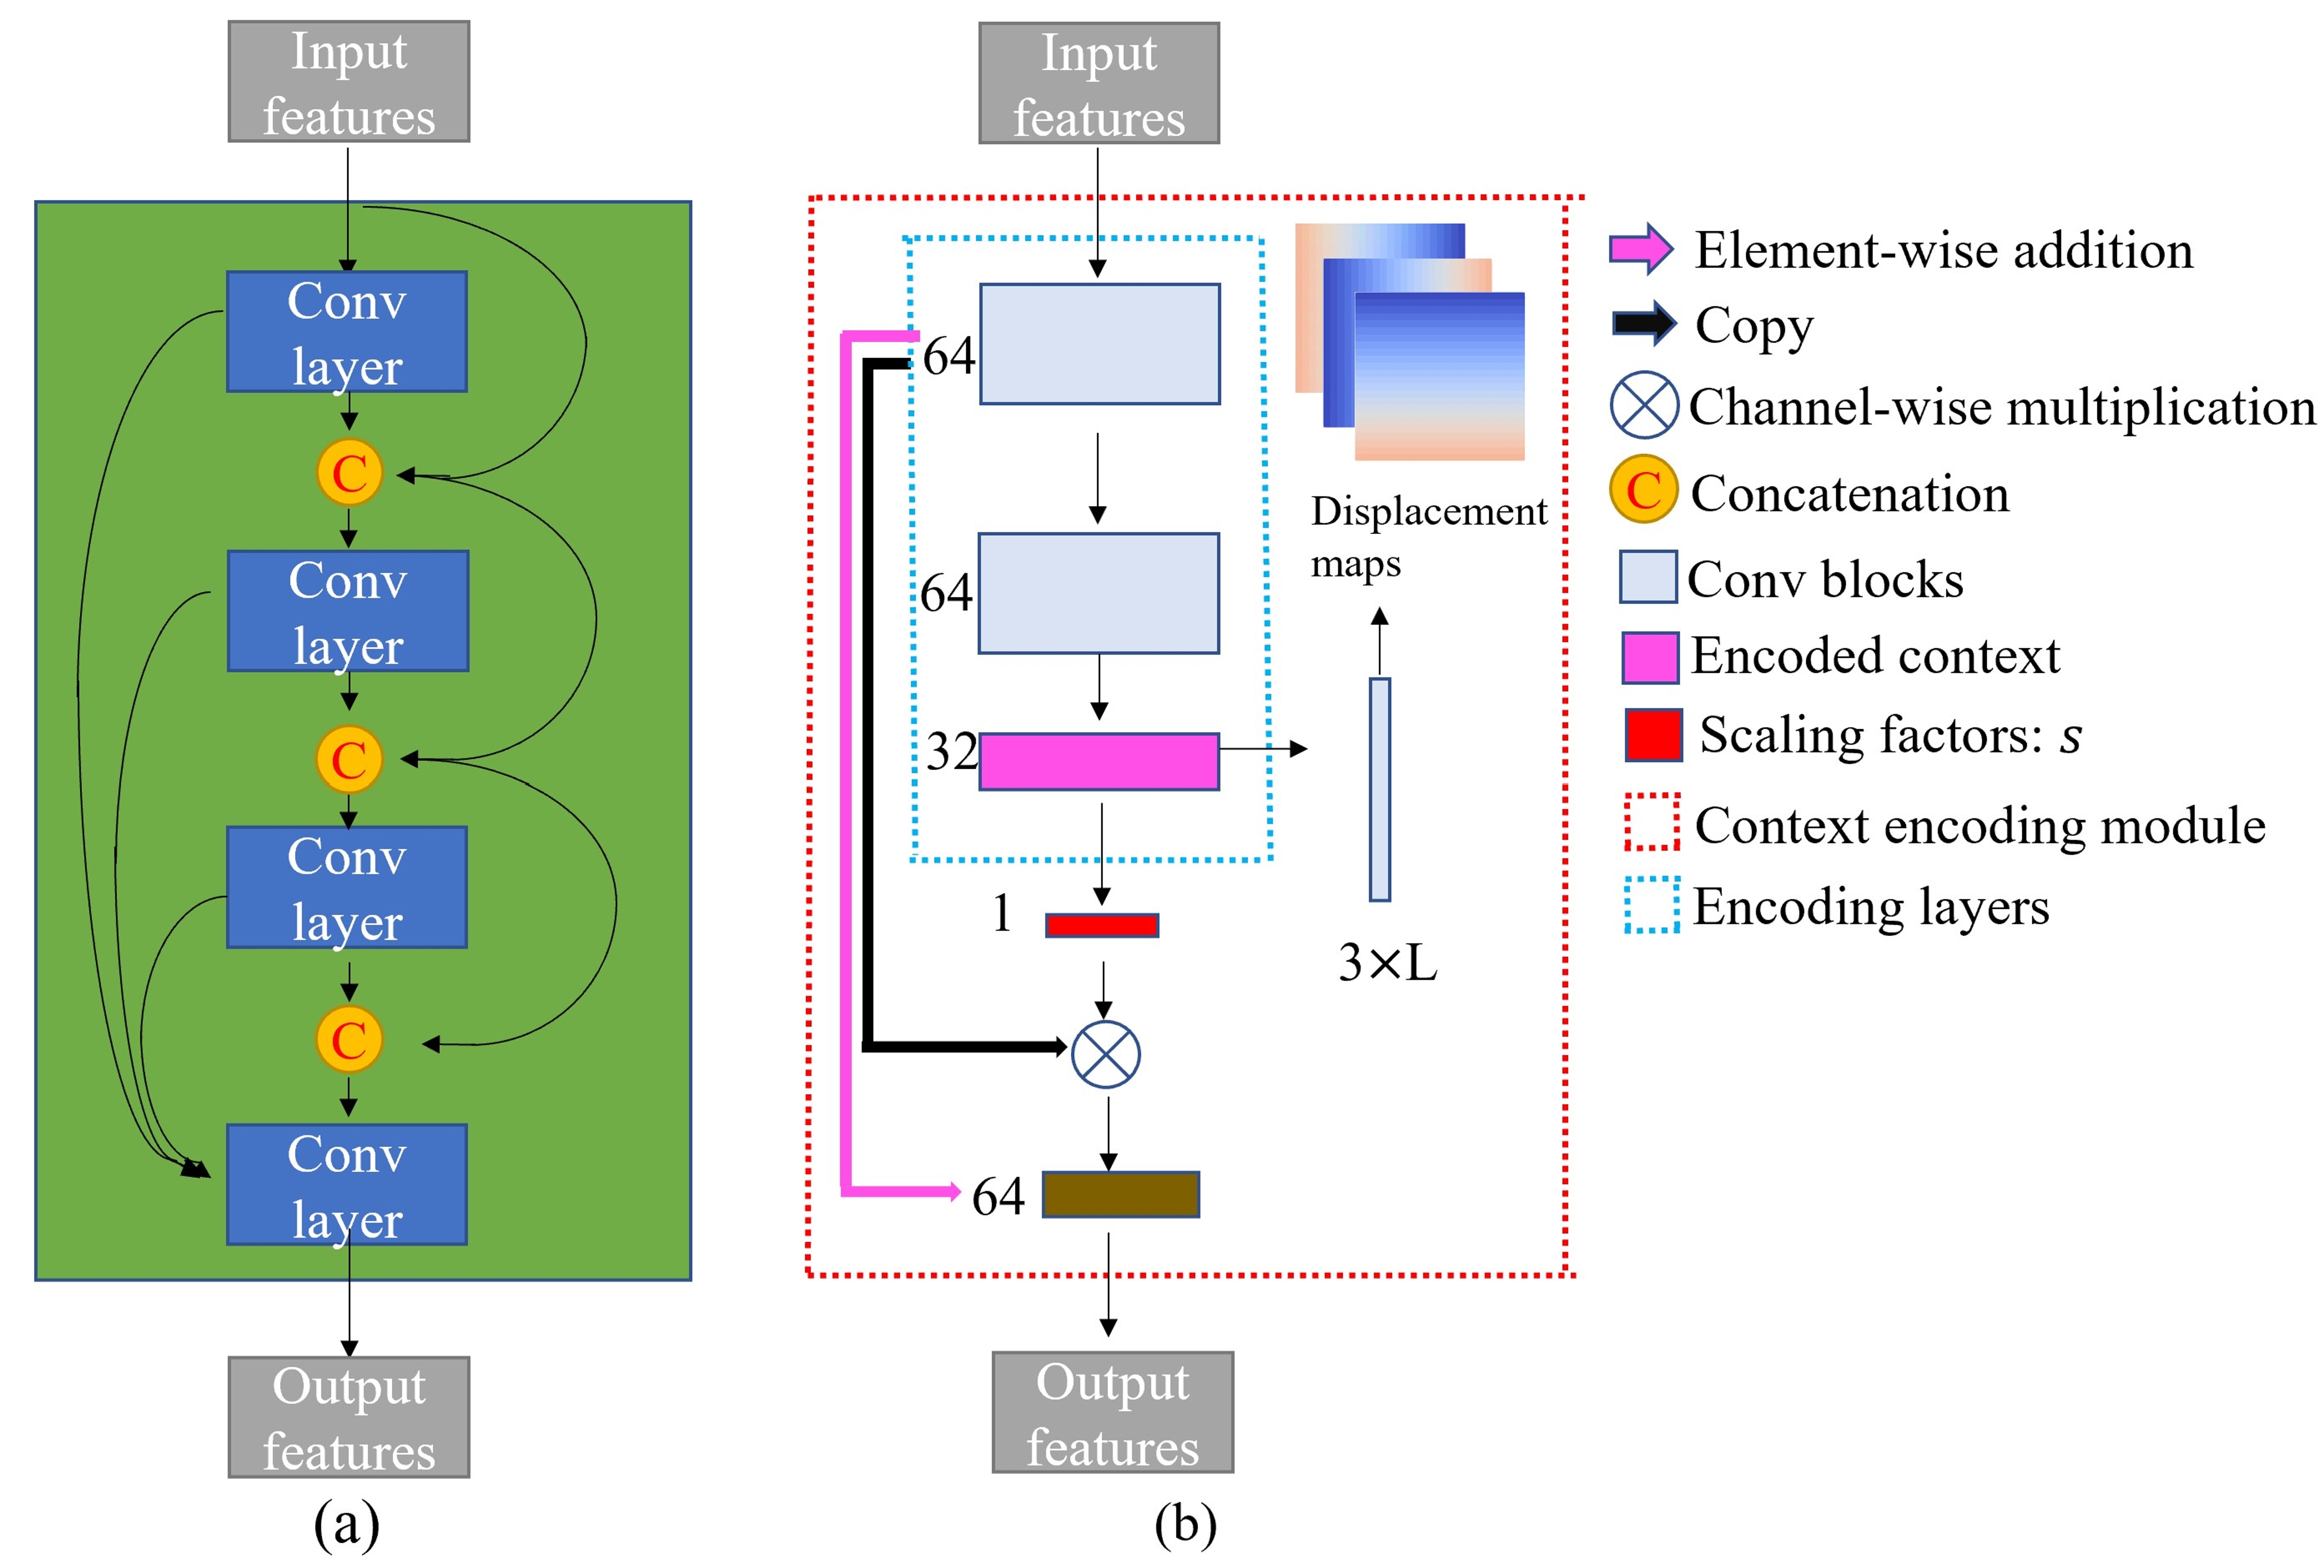 Input
features
Conv
layer
C
Conv
layer
C
Conv
layer
C
Conv
layer
Output
features
(a)
Input
features
64
64
32
1
64
Output
features
Displacement
maps
3×L
(b)
Element-wise addition
Copy
Channel-wise multiplication
C Concatenation
Conv blocks
Encoded context
Scaling factors: s
Context encoding module
Encoding layers